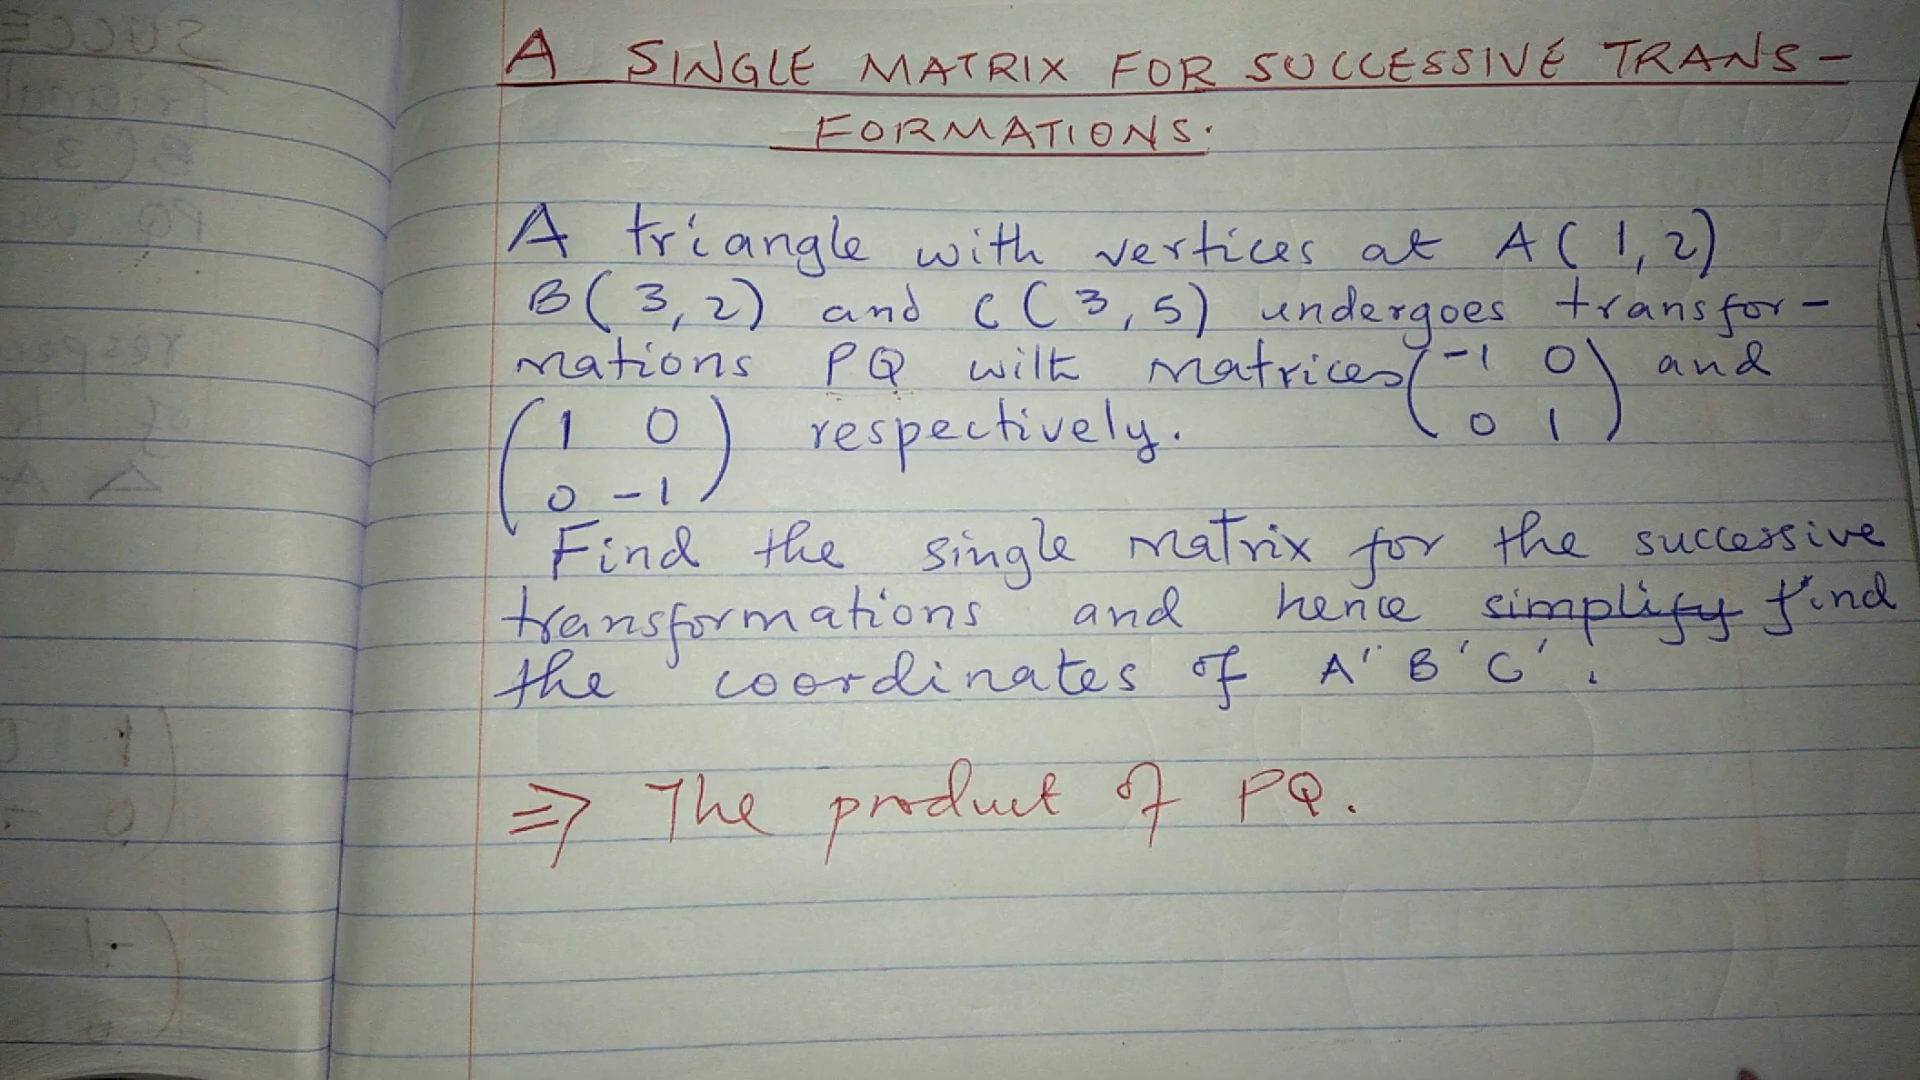 A SINGLE MATRIX FOR SUCCESSIVE TRANS-
FORMATIONS.
A triangle with vertices at A(1,2)
B(3,2) and C(3,5) undergoes transfor-
mations PQ with matrices (-1 0) and
(1 0) respectively. 0 1
0 -1
Find the single matrix for the successive
transformations and hence simplify find
the coordinates of A' B' C'.
⇒ The product of PQ.